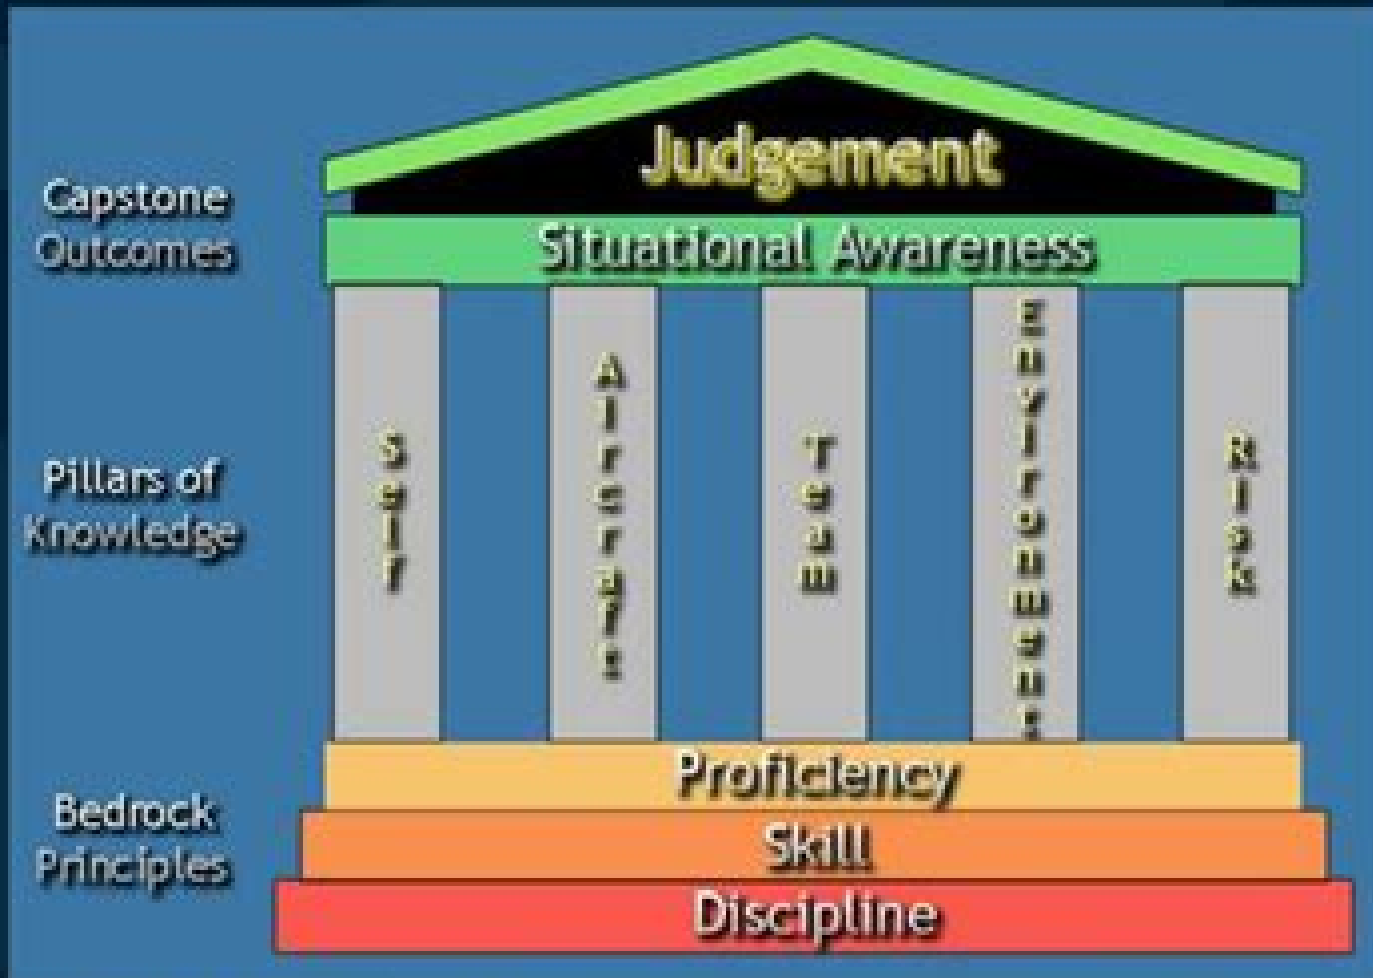 Judgement
Capstone
Outcomes
Situational Awareness
Pillars of
Knowledge
Self
Aircraft
Team
Environment
Risk
Bedrock
Principles
Proficiency
Skill
Discipline